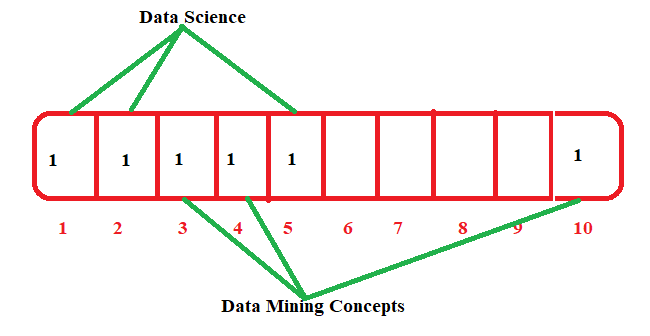 Data Science
1 1 1 1 1 1
1 2 3 4 5 6 7 8 9 10
Data Mining Concepts